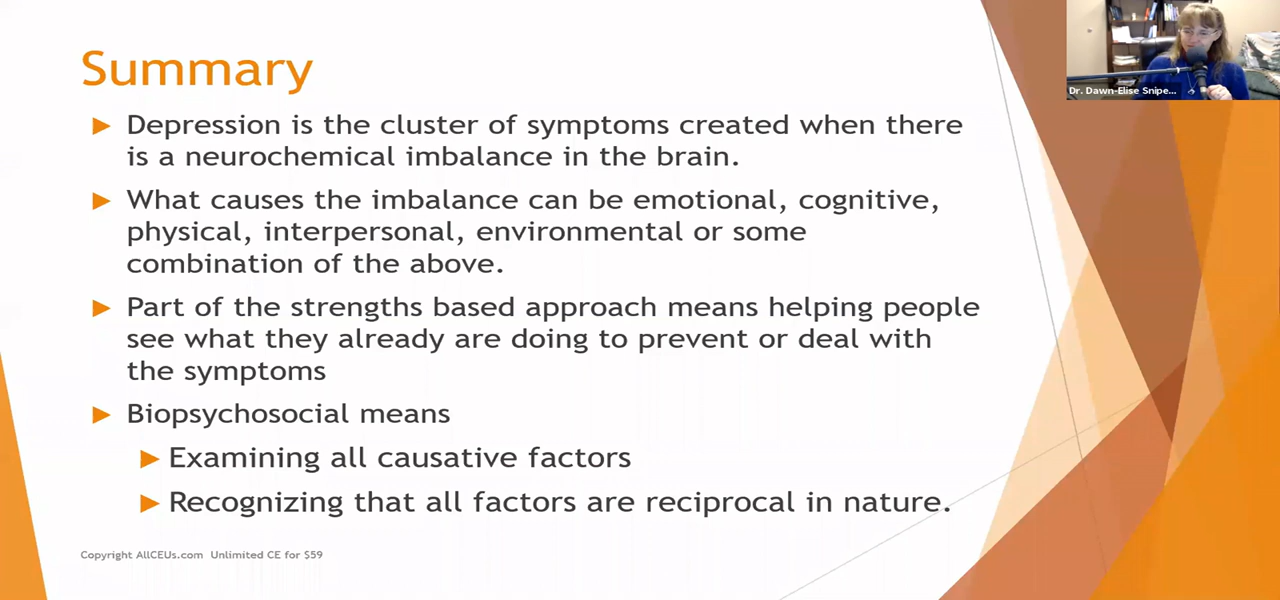 Summary
Depression is the cluster of symptoms created when there
is a neurochemical imbalance in the brain.
What causes the imbalance can be emotional, cognitive,
physical, interpersonal, environmental or some
combination of the above.
Part of the strengths based approach means helping people
see what they already are doing to prevent or deal with
the symptoms
Biopsychosocial means
Examining all causative factors
Recognizing that all factors are reciprocal in nature.
Copyright AllCEUs.com Unlimited CE for $59
Dr. Dawn-Elise Snipe...